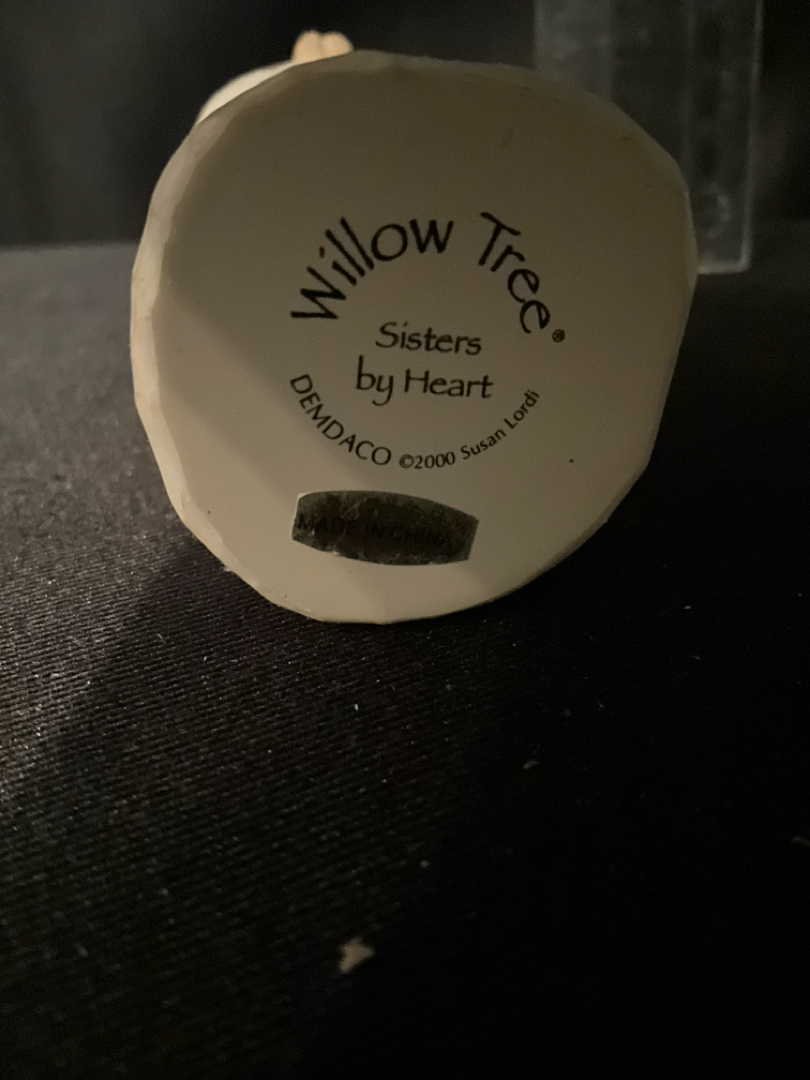 Willow Tree®
Sisters
by Heart
DEMDACO ©2000 Susan Lordi
MADE IN CHINA